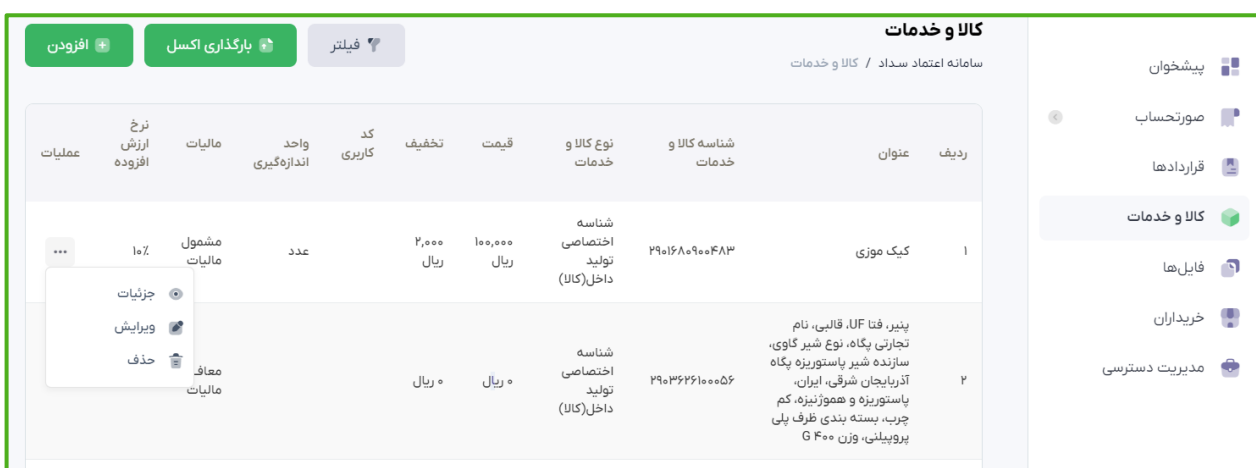 کالا و خدمات
سامانه اعتماد سداد / کالا و خدمات
فیلتر
بارگذاری اکسل
افزودن
پیشخوان
صورتحساب
قراردادها
کالا و خدمات
فایل‌ها
خریداران
مدیریت دسترسی
ردیف
عنوان
شناسه کالا و
خدمات
نوع کالا و
خدمات
قیمت
تخفیف
کد
کاربری
واحد
اندازه‌گیری
مالیات
نرخ
ارزش
افزوده
عملیات
۱
کیک موزی
۲۹۰۱۶۸۰۹۰۰۴۸۳
شناسه
اختصاصی
تولید
داخل(کالا)
۱۰۰,۰۰۰
ریال
۲,۰۰۰
ریال
عدد
مشمول
مالیات
۱۰٪
...
جزئیات
ویرایش
حذف
۲
پنیر، فتا UF، قالبی، نام
تجارتی پگاه، نوع شیر گاوی،
سازنده شیر پاستوریزه پگاه
آذربایجان شرقی، ایران،
پاستوریزه و هموژنیزه، کم
چرب، بسته بندی ظرف پلی
پروپیلنی، وزن ۴۰۰ G
۲۹۰۳۶۲۶۱۰۰۰۵۶
شناسه
اختصاصی
تولید
داخل(کالا)
۰ ریال
۰ ریال
معاف
مالیات